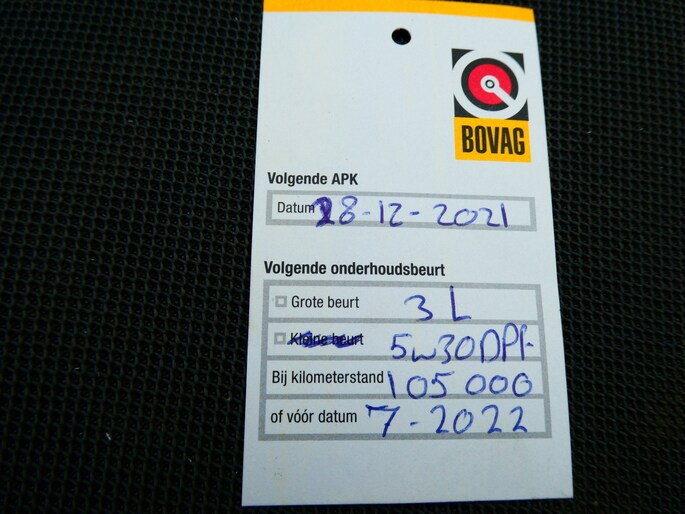 BOVAG
Volgende APK
Datum 28-12-2021
Volgende onderhoudsbeurt
Grote beurt 3 L
Kleine beurt 5w30DPF
Bij kilometerstand 105 000
of vóór datum 7-2022